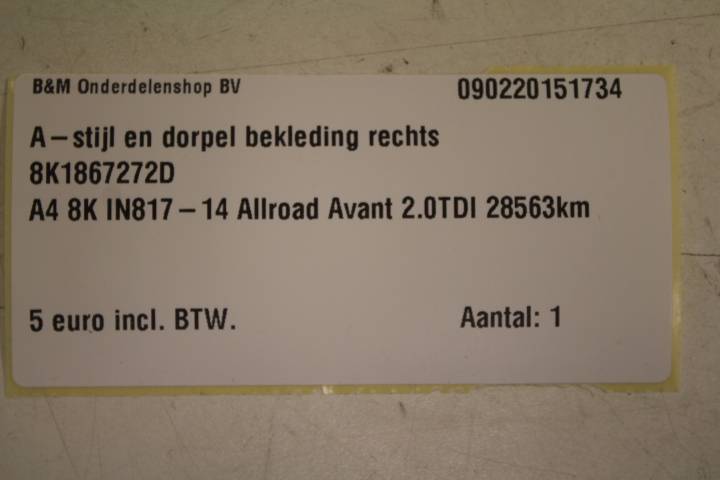 B&M Onderdelenshop BV 090220151734
A-stijl en dorpel bekleding rechts
8K1867272D
A4 8K IN817-14 Allroad Avant 2.0TDI 28563km
5 euro incl. BTW. Aantal: 1